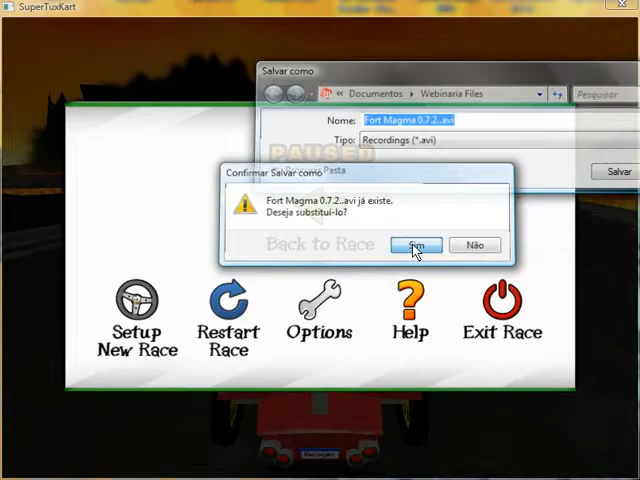 SuperTuxKart
Salvar como
« Documentos
Webinaria Files
Pesquisar
Nome:
Fort Magma 0.7.2..avi
Tipo:
Recordings (*.avi)
PAUSED
Pasta
Salvar
Confirmar Salvar como
Fort Magma 0.7.2..avi já existe.
Deseja substituí-lo?
Back to Race
Sim
Não
Setup
New Race
Restart
Race
Options
Help
Exit Race